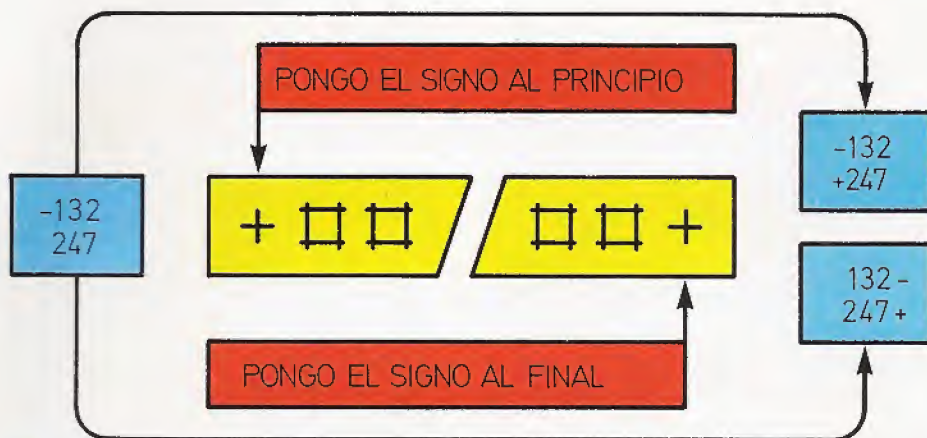 PONGO EL SIGNO AL PRINCIPIO
-132
+247
-132
247
+ # #
# # +
132 -
247 +
PONGO EL SIGNO AL FINAL